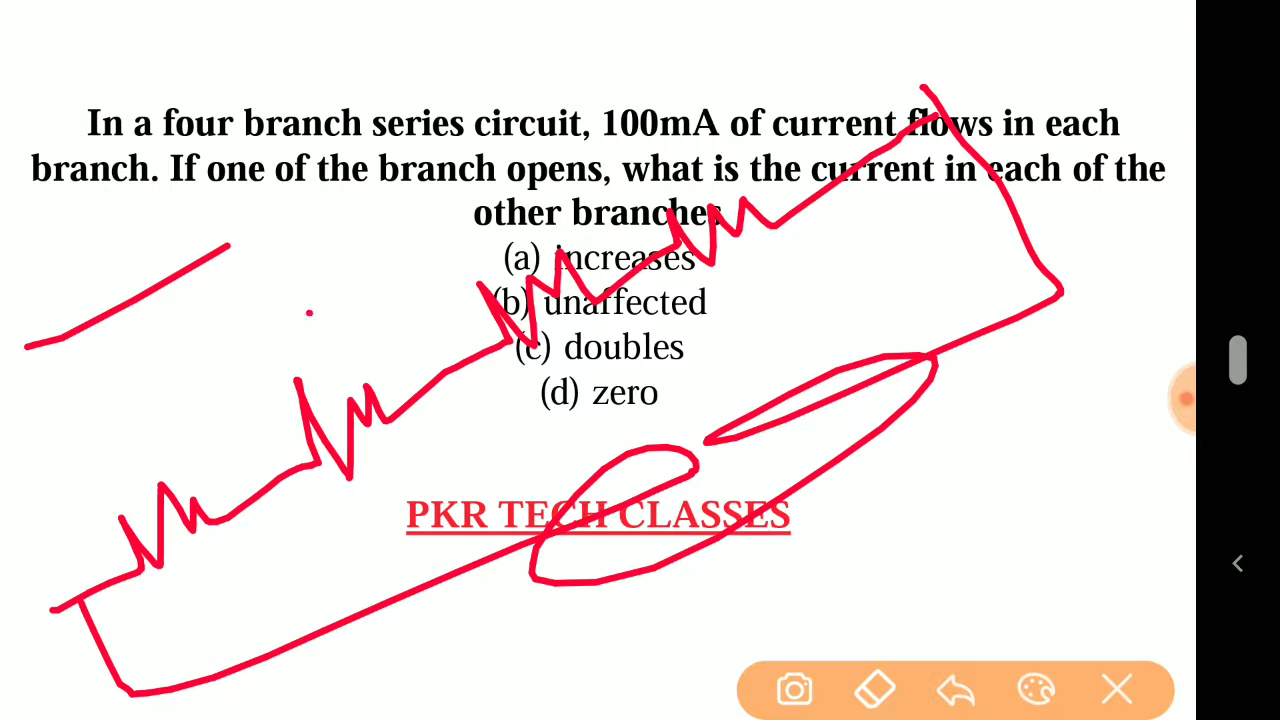 In a four branch series circuit, 100mA of current flows in each
branch. If one of the branch opens, what is the current in each of the
other branches
(a) increases
(b) unaffected
(c) doubles
(d) zero
PKR TECH CLASSES